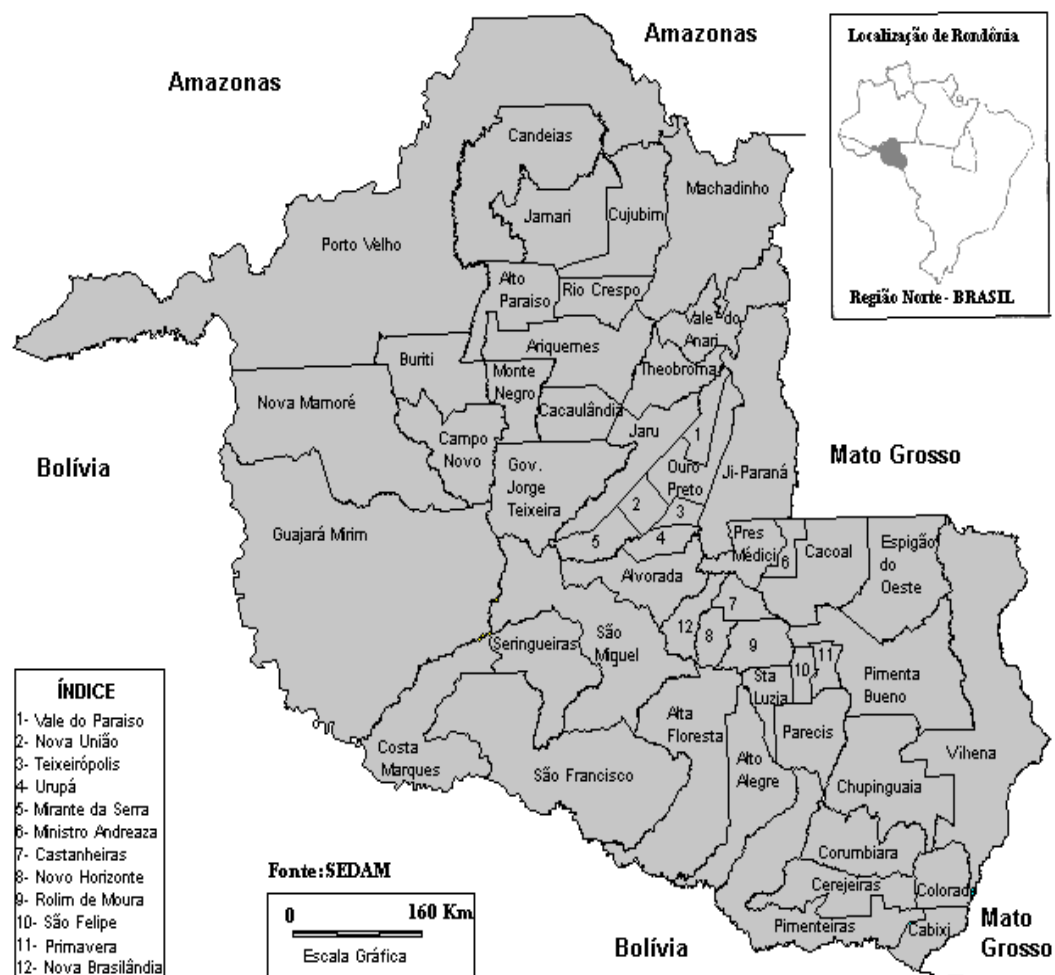 Amazonas
Amazonas
Localização de Rondônia
Região Norte - BRASIL
Candeias
Machadinho
Jamari
Cujubim
Porto Velho
Alto
Paraiso
Rio Crespo
Vale do
Anari
Ariquemes
Buriti
Monte
Negro
Theobroma
Nova Mamoré
Cacaulândia
Jaru
1
Campo
Novo
Bolívia
Gov.
Jorge
Teixeira
Ouro
Preto
Ji-Paraná
Mato Grosso
2
3
Guajará Mirim
5
4
Pres
Médici
6
Cacoal
Espigão
do
Oeste
Alvorada
7
12
8
9
Seringueiras
São
Miguel
10
11
Sta
Luzia
Pimenta
Bueno
Alta
Floresta
Parecis
Vihena
Costa
Marques
São Francisco
Alto
Alegre
Chupinguaia
Corumbiara
Cerejeiras
Colorado
Pimenteiras
Cabixi
Mato
Grosso
Bolívia
ÍNDICE
1- Vale do Paraiso
2- Nova União
3- Teixeirópolis
4- Urupá
5- Mirante da Serra
6- Ministro Andreaza
7- Castanheiras
8- Novo Horizonte
9- Rolim de Moura
10- São Felipe
11- Primavera
12- Nova Brasilândia
Fonte:SEDAM
0 160 Km
Escala Gráfica